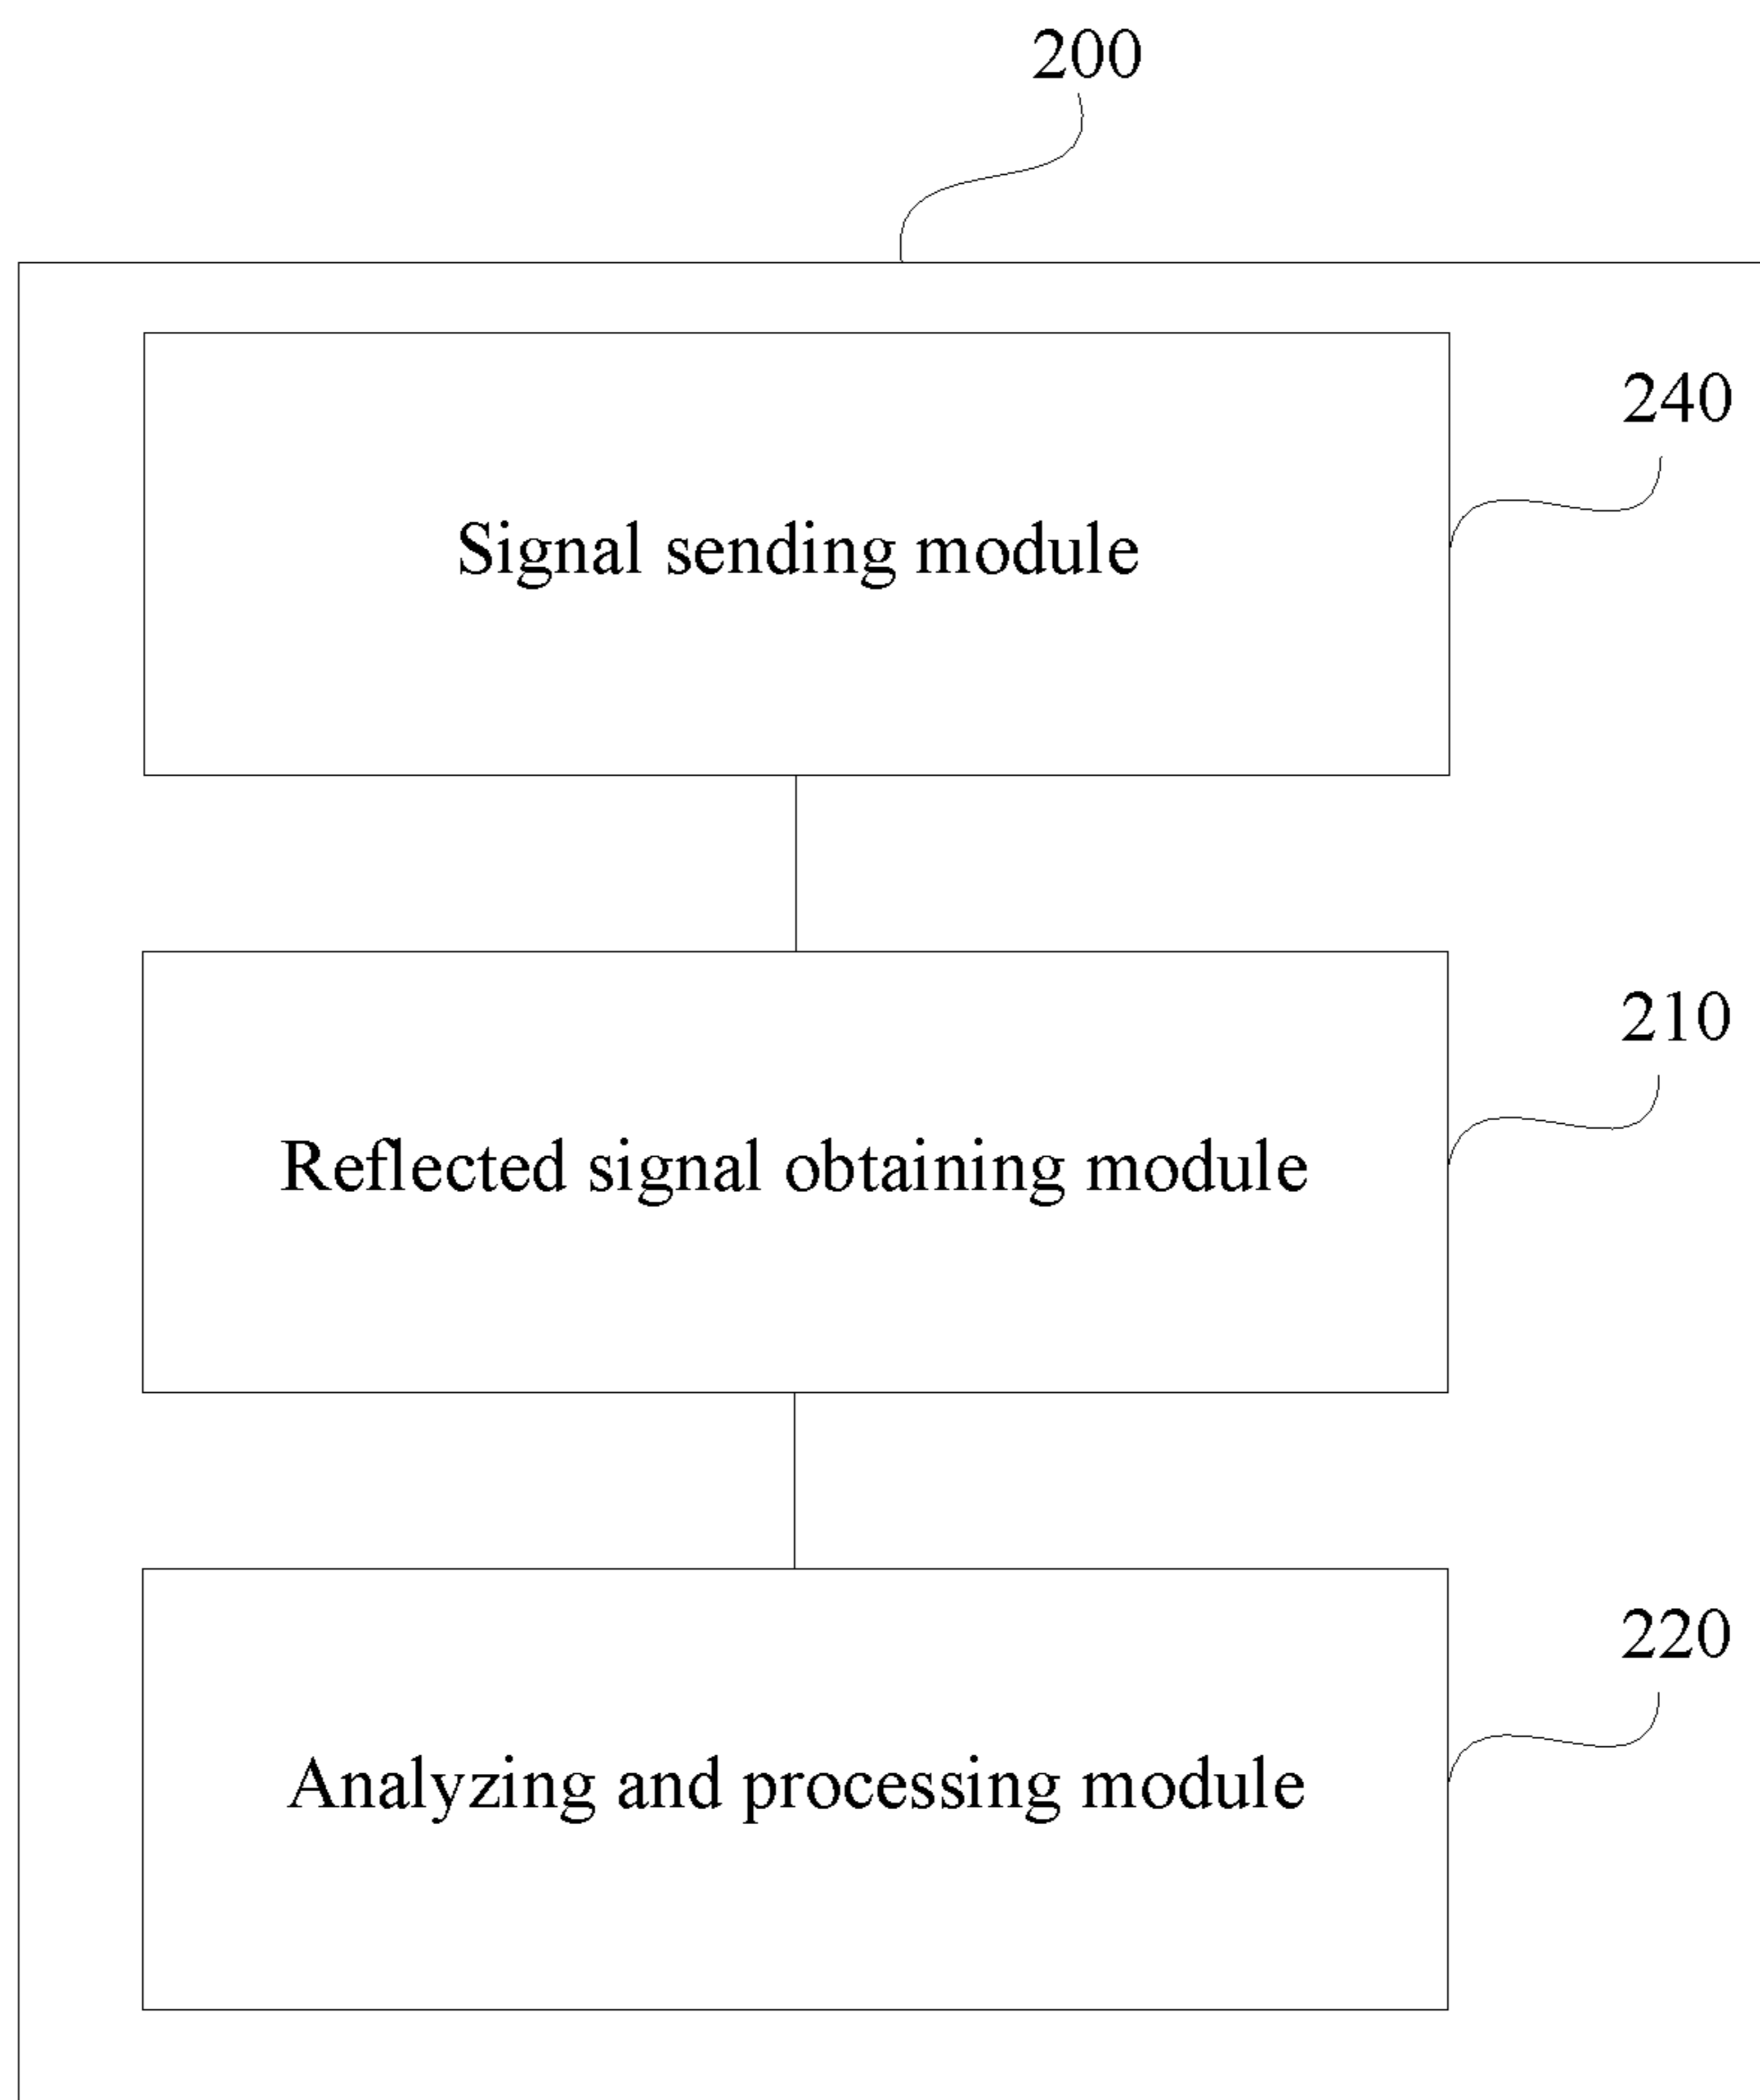 200
240
Signal sending module
210
Reflected signal obtaining module
220
Analyzing and processing module